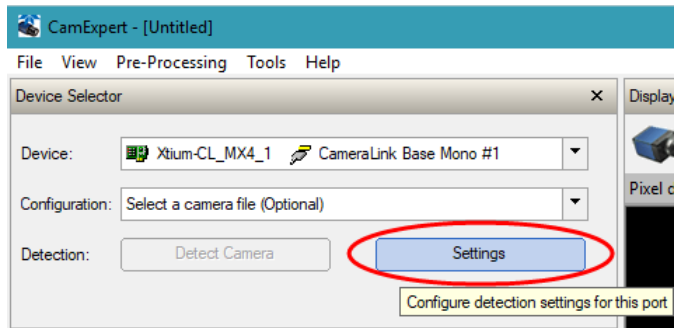 CamExpert - [Untitled]
File View Pre-Processing Tools Help
Device Selector × Display
Device: Xtium-CL_MX4_1 CameraLink Base Mono #1
Pixel d
Configuration: Select a camera file (Optional)
Detection: Detect Camera Settings
Configure detection settings for this port